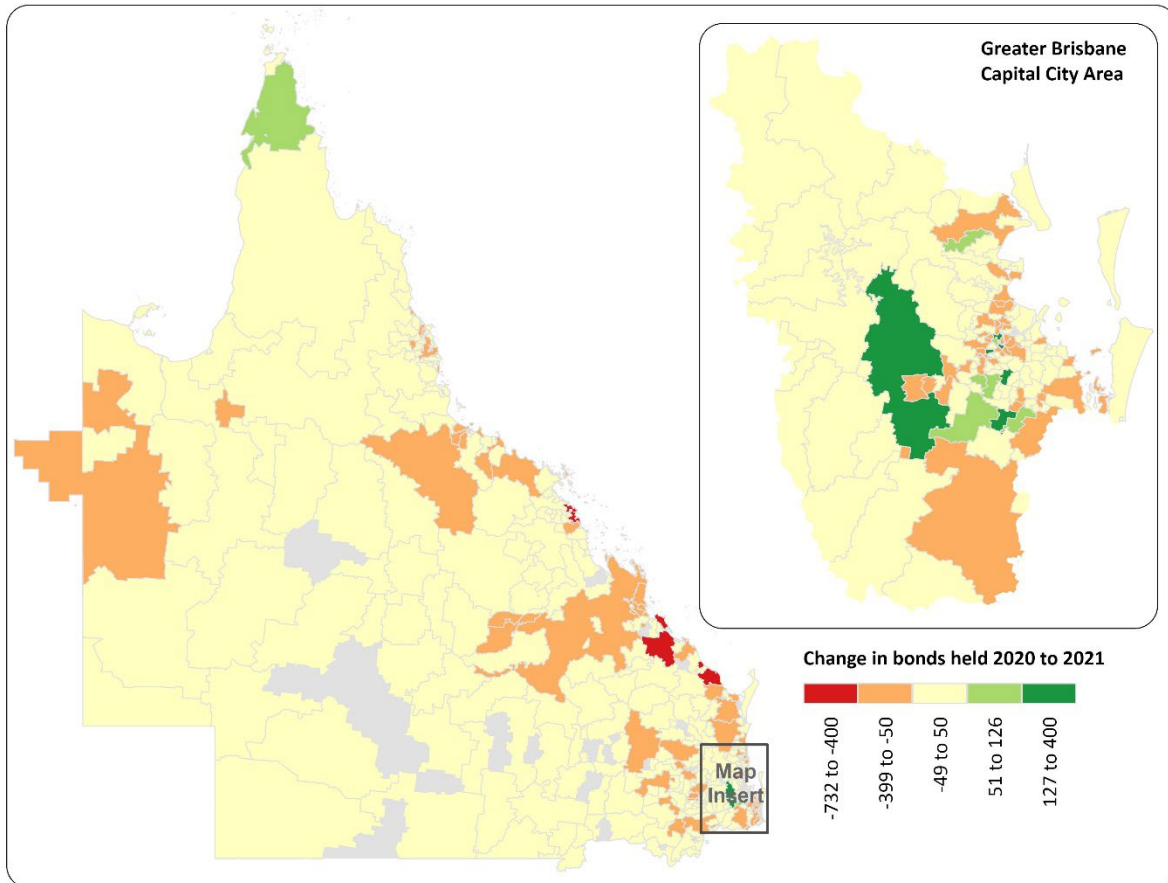 Greater Brisbane
Capital City Area
Map
Insert
Change in bonds held 2020 to 2021
-732 to -400
-399 to -50
-49 to 50
51 to 126
127 to 400